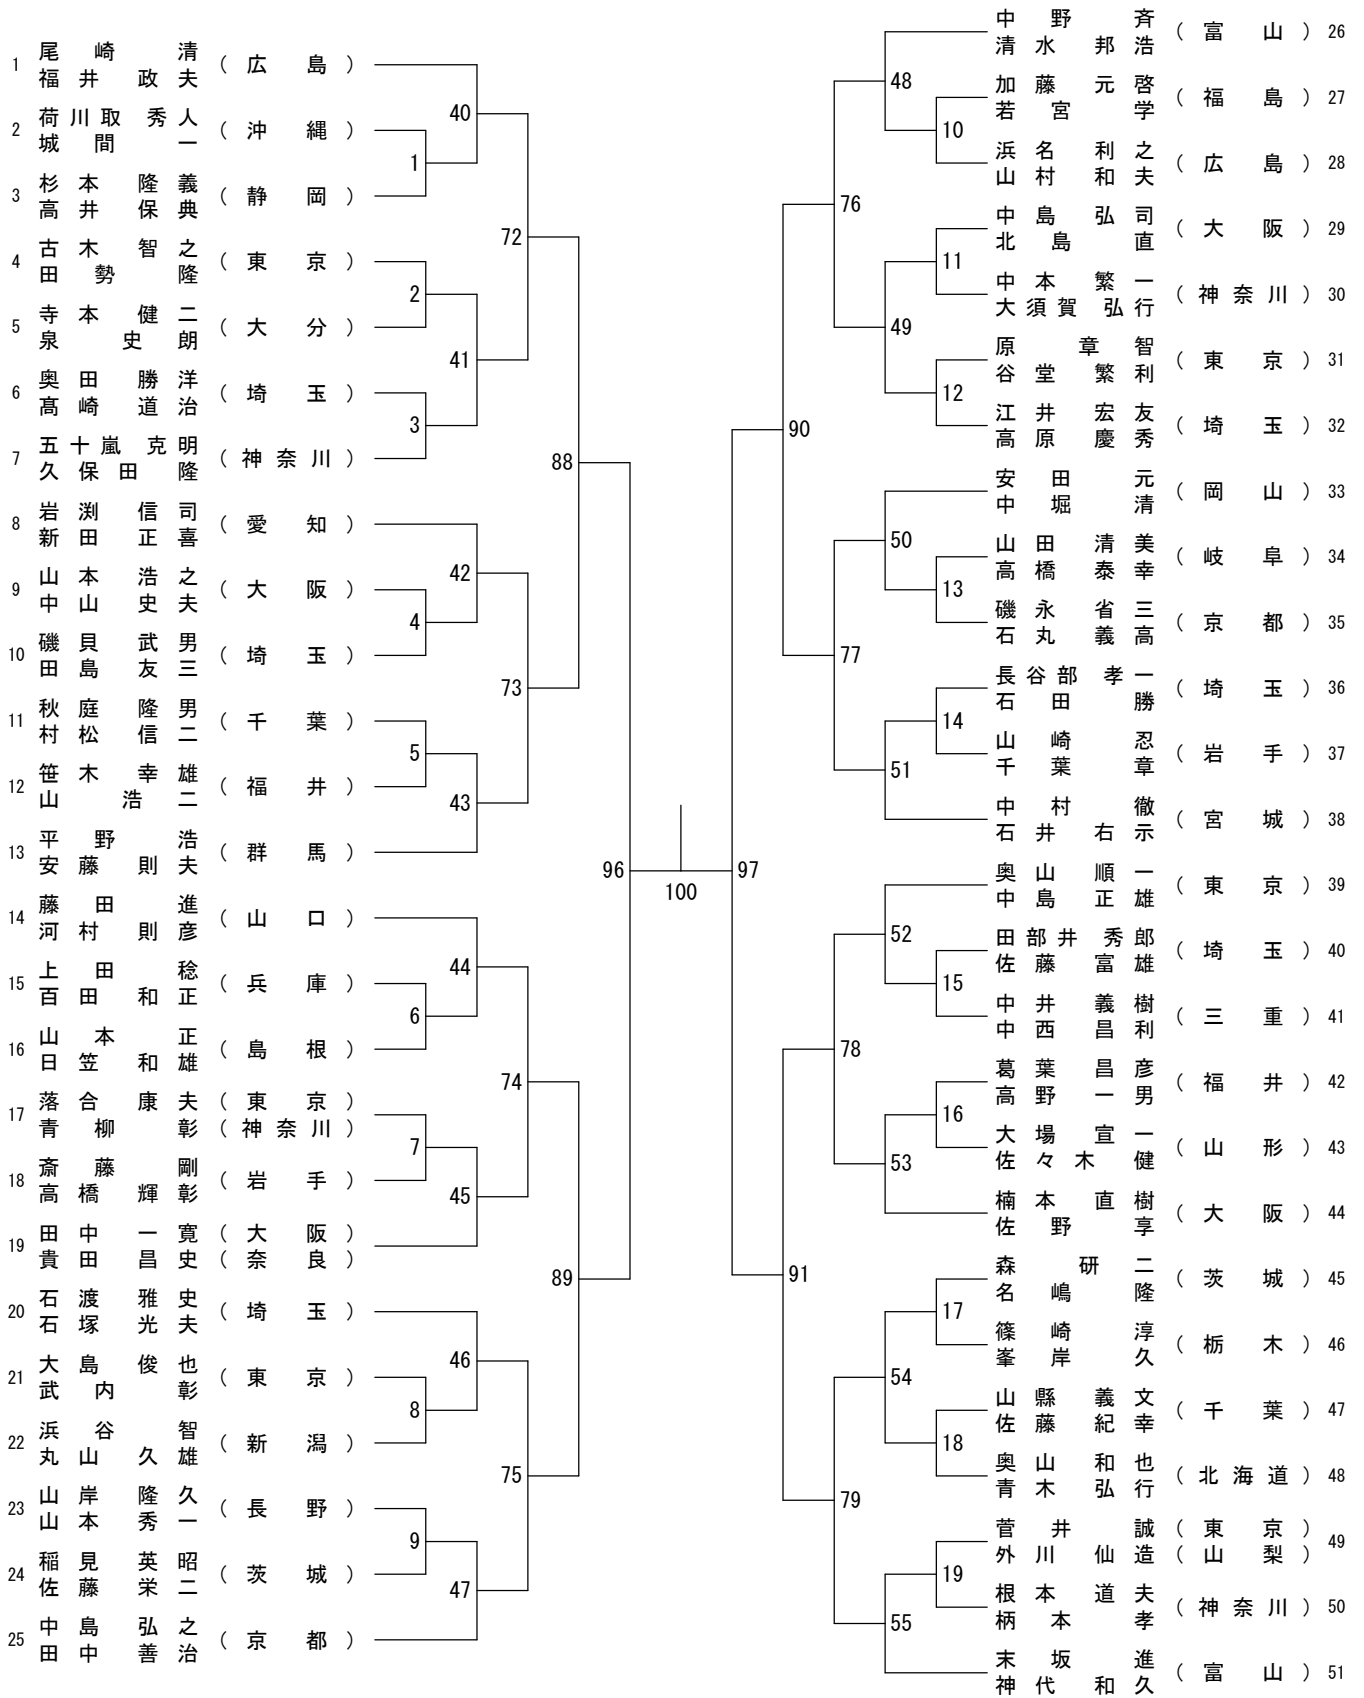 1 尾崎清 (広島)
福井政夫
2 荷川取秀人 (沖縄)
城間一
3 杉本隆義 (静岡)
高井保典
4 古木智之 (東京)
田勢隆
5 寺本健二 (大分)
泉史朗
6 奥田勝洋 (埼玉)
髙崎道治
7 五十嵐克明 (神奈川)
久保田隆
8 岩渕信司 (愛知)
新田正喜
9 山本浩之 (大阪)
中山史夫
10 磯貝武男 (埼玉)
田島友三
11 秋庭隆男 (千葉)
村松信二
12 笹木幸雄 (福井)
山浩二
13 平野浩 (群馬)
安藤則夫
14 藤田進 (山口)
河村則彦
15 上田稔 (兵庫)
百田和正
16 山本正 (島根)
日笠和雄
17 落合康夫 (東京)
青柳彰 (神奈川)
18 斎藤剛 (岩手)
高橋輝彰
19 田中一寛 (大阪)
貴田昌史 (奈良)
20 石渡雅史 (埼玉)
石塚光夫
21 大島俊也 (東京)
武内彰
22 浜谷智 (新潟)
丸山久雄
23 山岸隆久 (長野)
山本秀一
24 稲見英昭 (茨城)
佐藤栄二
25 中島弘之 (京都)
田中善治
1
2
3
4
5
6
7
8
9
40
41
42
43
44
45
46
47
72
73
74
75
88
89
96
100
97
90
91
76
77
78
79
48
49
50
51
52
53
54
55
10
11
12
13
14
15
16
17
18
19
中野斉 (富山) 26
清水邦浩
加藤元啓 (福島) 27
若宮学
浜名利之 (広島) 28
山村和夫
中島弘司 (大阪) 29
北島直
中本繁一 (神奈川) 30
大須賀弘行
原章智 (東京) 31
谷堂繁利
江井宏友 (埼玉) 32
高原慶秀
安田元 (岡山) 33
中堀清
山田清美 (岐阜) 34
高橋泰幸
磯永省三 (京都) 35
石丸義高
長谷部孝一 (埼玉) 36
石田勝
山崎忍 (岩手) 37
千葉章
中村徹 (宮城) 38
石井右示
奥山順一 (東京) 39
中島正雄
田部井秀郎 (埼玉) 40
佐藤富雄
中井義樹 (三重) 41
中西昌利
葛葉昌彦 (福井) 42
高野一男
大場宣一 (山形) 43
佐々木健
楠本直樹 (大阪) 44
佐野享
森研二 (茨城) 45
名嶋隆
篠崎淳 (栃木) 46
峯岸久
山縣義文 (千葉) 47
佐藤紀幸
奥山和也 (北海道) 48
青木弘行
菅井誠 (東京) 49
外川仙造 (山梨)
根本道夫 (神奈川) 50
柄本孝
末坂進 (富山) 51
神代和久